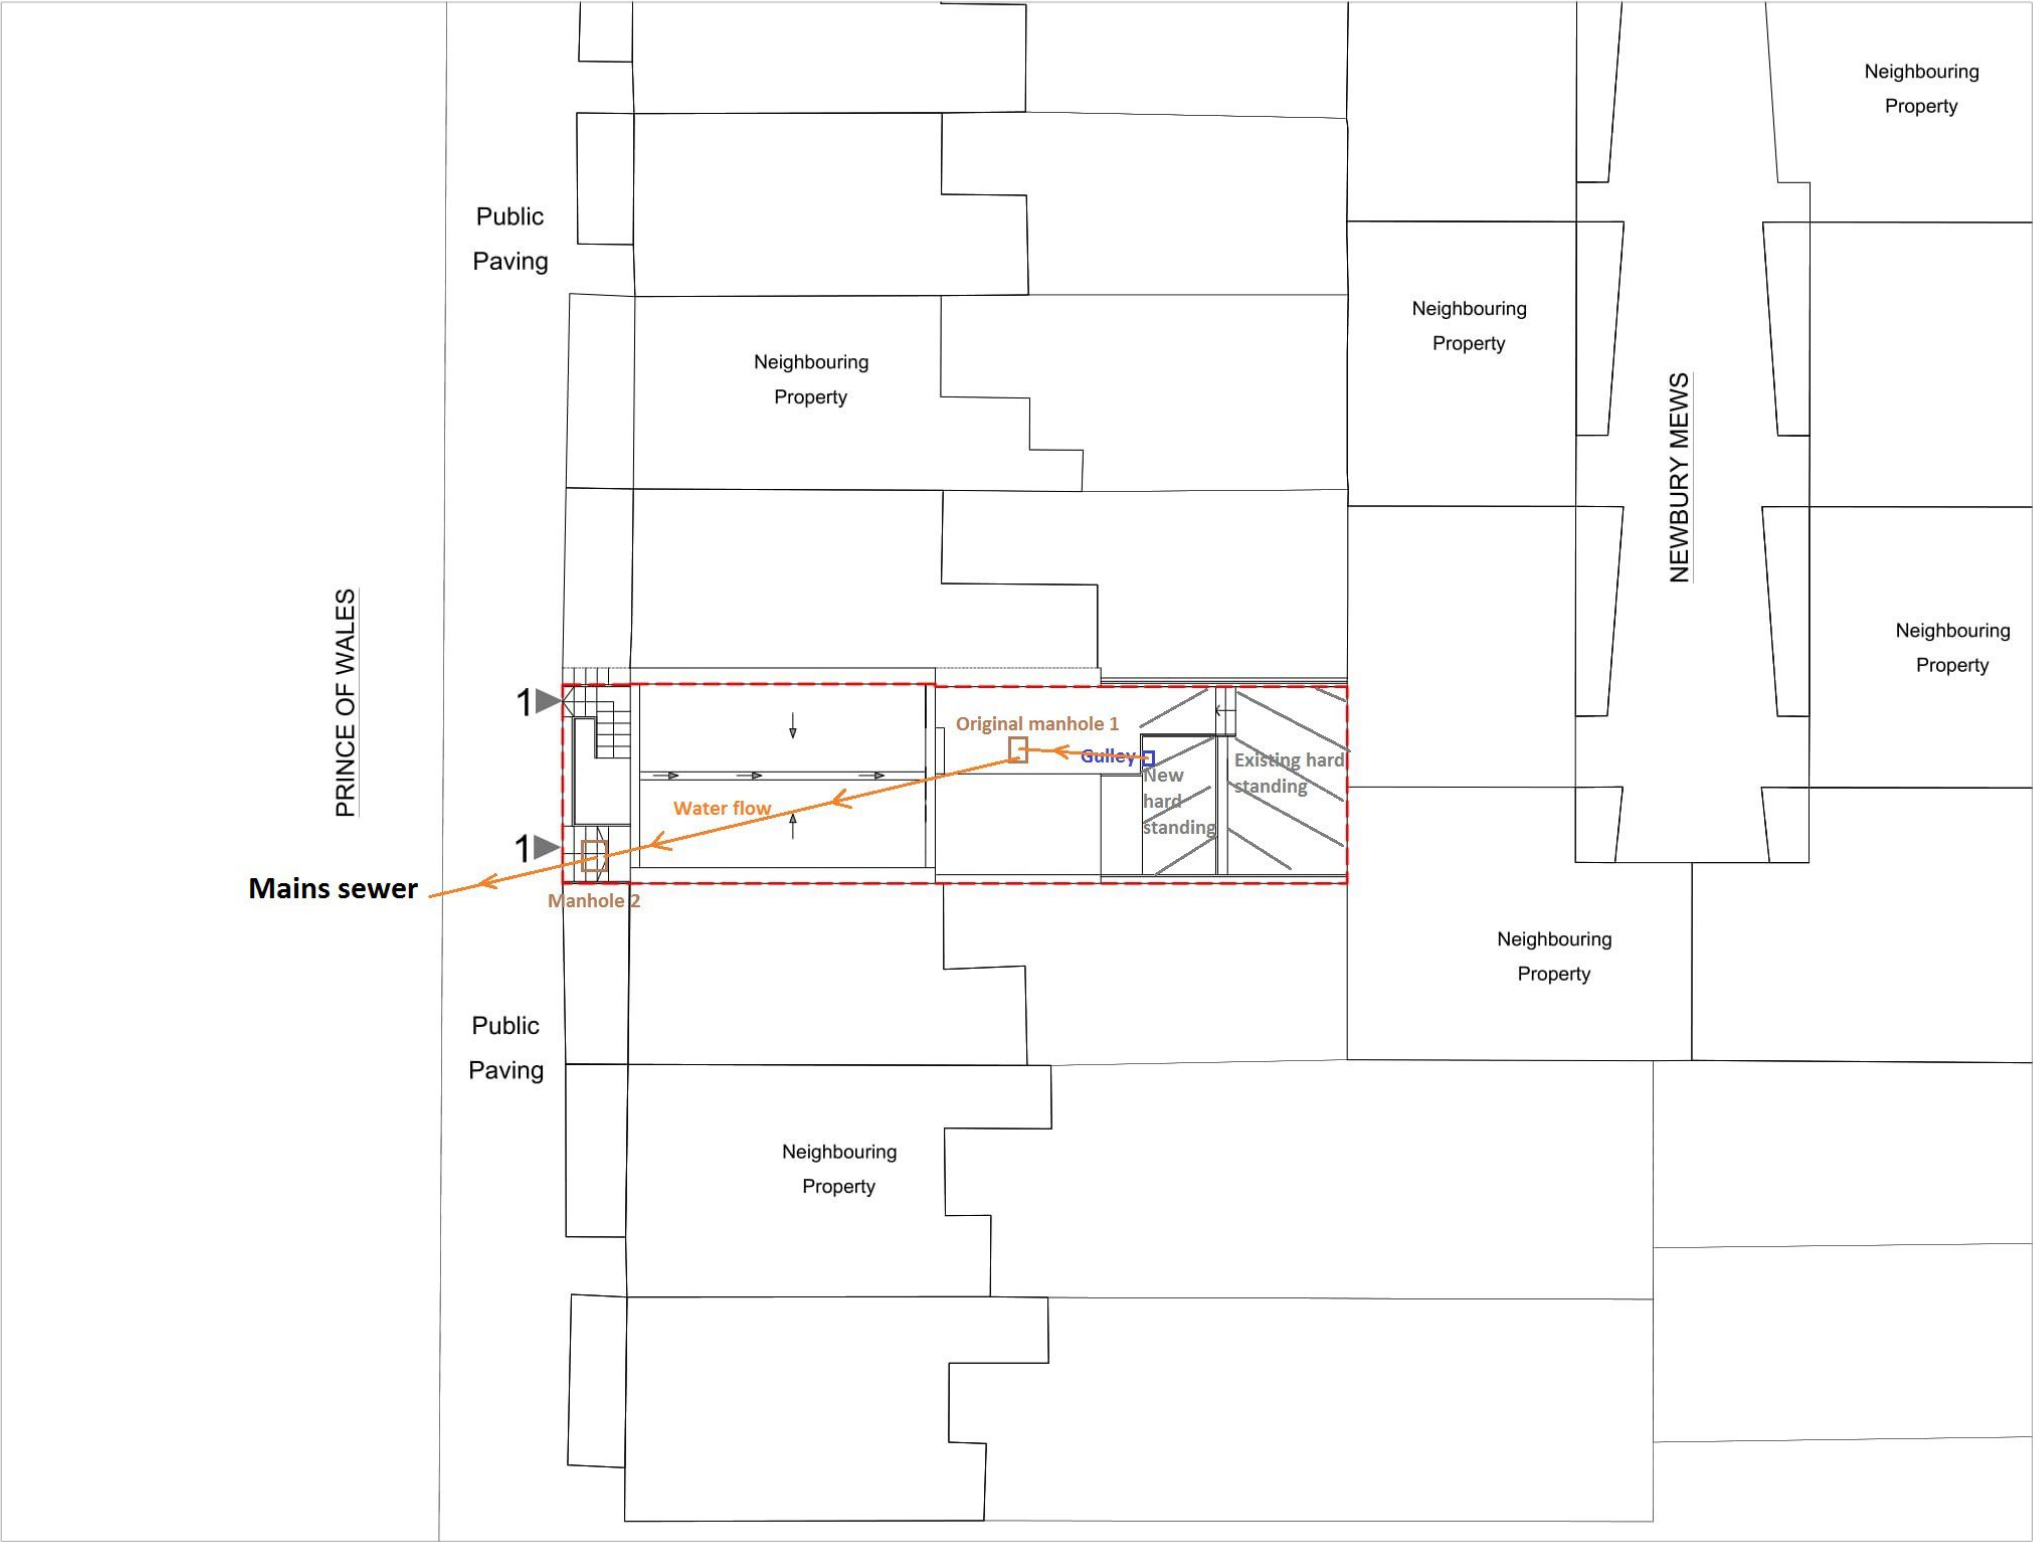 Neighbouring
Property
Public
Paving
Neighbouring
Property
Neighbouring
Property
NEWBURY MEWS
PRINCE OF WALES
Neighbouring
Property
1
Original manhole 1
Gulley
Existing hard
standing
New
hard
standing
Water flow
1
Mains sewer
Manhole 2
Neighbouring
Property
Public
Paving
Neighbouring
Property